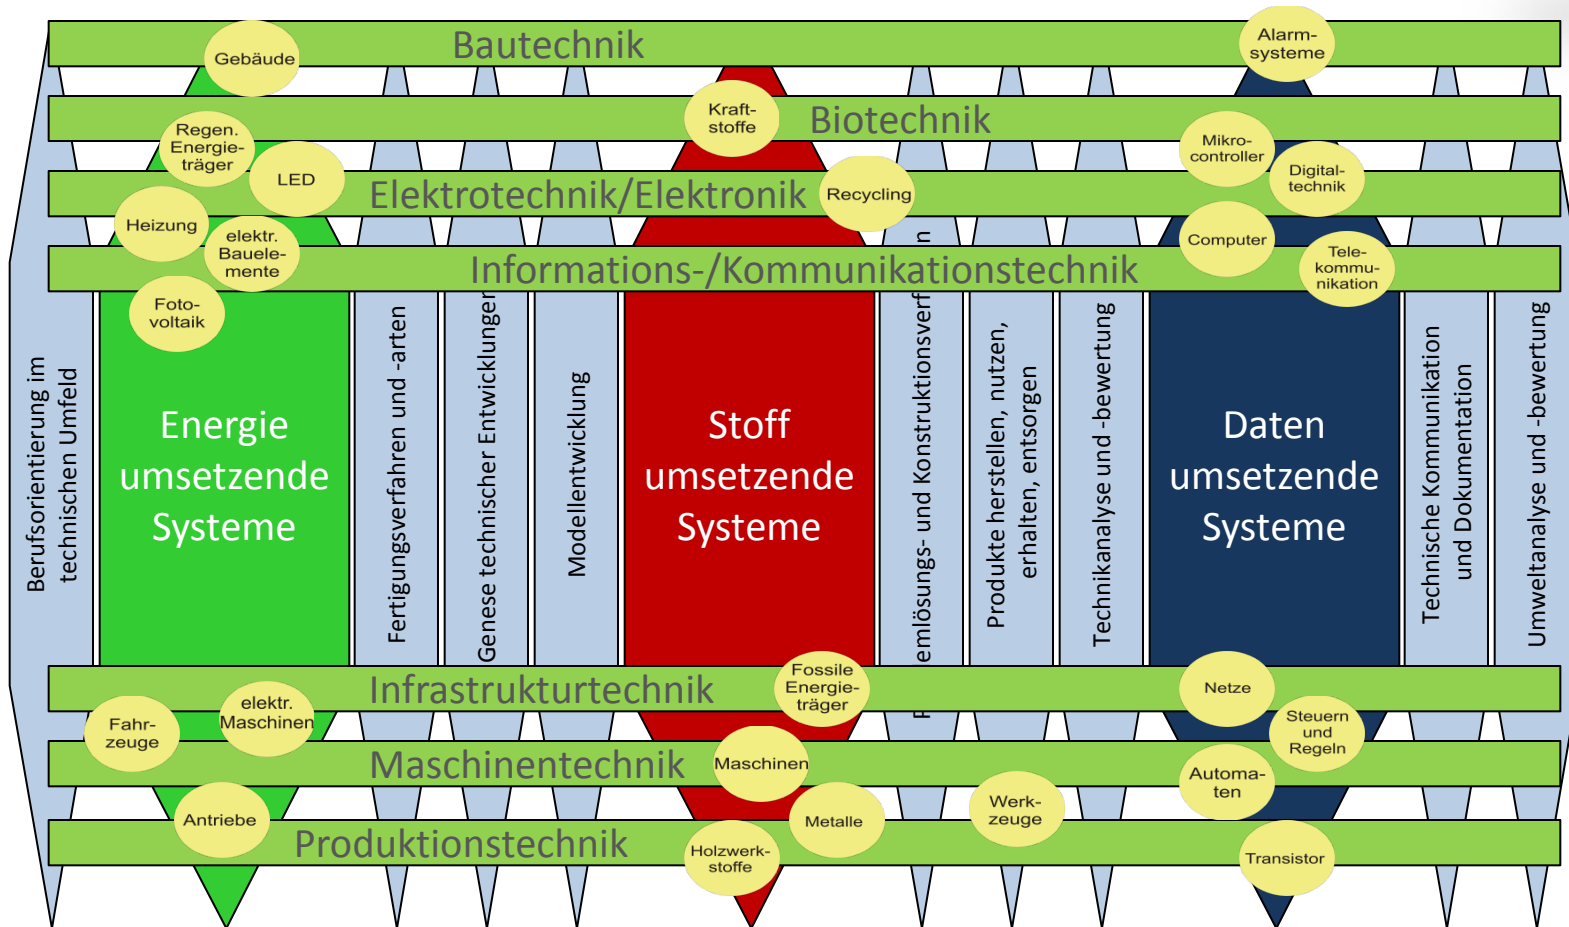 Bautechnik
Gebäude
Alarm-
systeme
Biotechnik
Kraft-
stoffe
Regen.
Energie-
träger
Mikro-
controller
LED
Digital-
technik
Elektrotechnik/Elektronik
Recycling
Heizung
elektr.
Bauele-
mente
Computer
Tele-
kommu-
nikation
Informations-/Kommunikationstechnik
Foto-
voltaik
Berufsorientierung im
technischen Umfeld
Energie
umsetzende
Systeme
Fertigungsverfahren und -arten
Genese technischer Entwicklungen
Modellentwicklung
Stoff
umsetzende
Systeme
emlösungs- und Konstruktionsverf
n
Produkte herstellen, nutzen,
erhalten, entsorgen
Technikanalyse und -bewertung
Daten
umsetzende
Systeme
Technische Kommunikation
und Dokumentation
Umweltanalyse und -bewertung
Infrastrukturtechnik
Fossile
Energie-
träger
Netze
Fahr-
zeuge
elektr.
Maschinen
Steuern
und
Regeln
Maschinentechnik
Maschinen
Automa-
ten
Antriebe
Metalle
Werk-
zeuge
Produktionstechnik
Holzwerk-
stoffe
Transistor